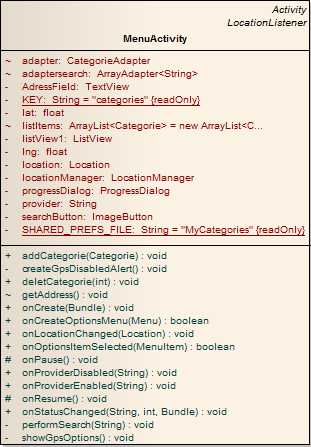 Activity
LocationListener
MenuActivity
~ adapter: CategorieAdapter
~ adaptersearch: ArrayAdapter<String>
- AdressField: TextView
- KEY: String = "categories" {readOnly}
- lat: float
~ listItems: ArrayList<Categorie> = new ArrayList<C...
- listView1: ListView
- lng: float
- location: Location
- locationManager: LocationManager
- progressDialog: ProgressDialog
- provider: String
- searchButton: ImageButton
- SHARED_PREFS_FILE: String = "MyCategories" {readOnly}
+ addCategorie(Categorie) : void
- createGpsDisabledAlert() : void
+ deletCategorie(int) : void
~ getAddress() : void
+ onCreate(Bundle) : void
+ onCreateOptionsMenu(Menu) : boolean
+ onLocationChanged(Location) : void
+ onOptionsItemSelected(MenuItem) : boolean
# onPause() : void
+ onProviderDisabled(String) : void
+ onProviderEnabled(String) : void
# onResume() : void
+ onStatusChanged(String, int, Bundle) : void
- performSearch(String) : void
- showGpsOptions() : void